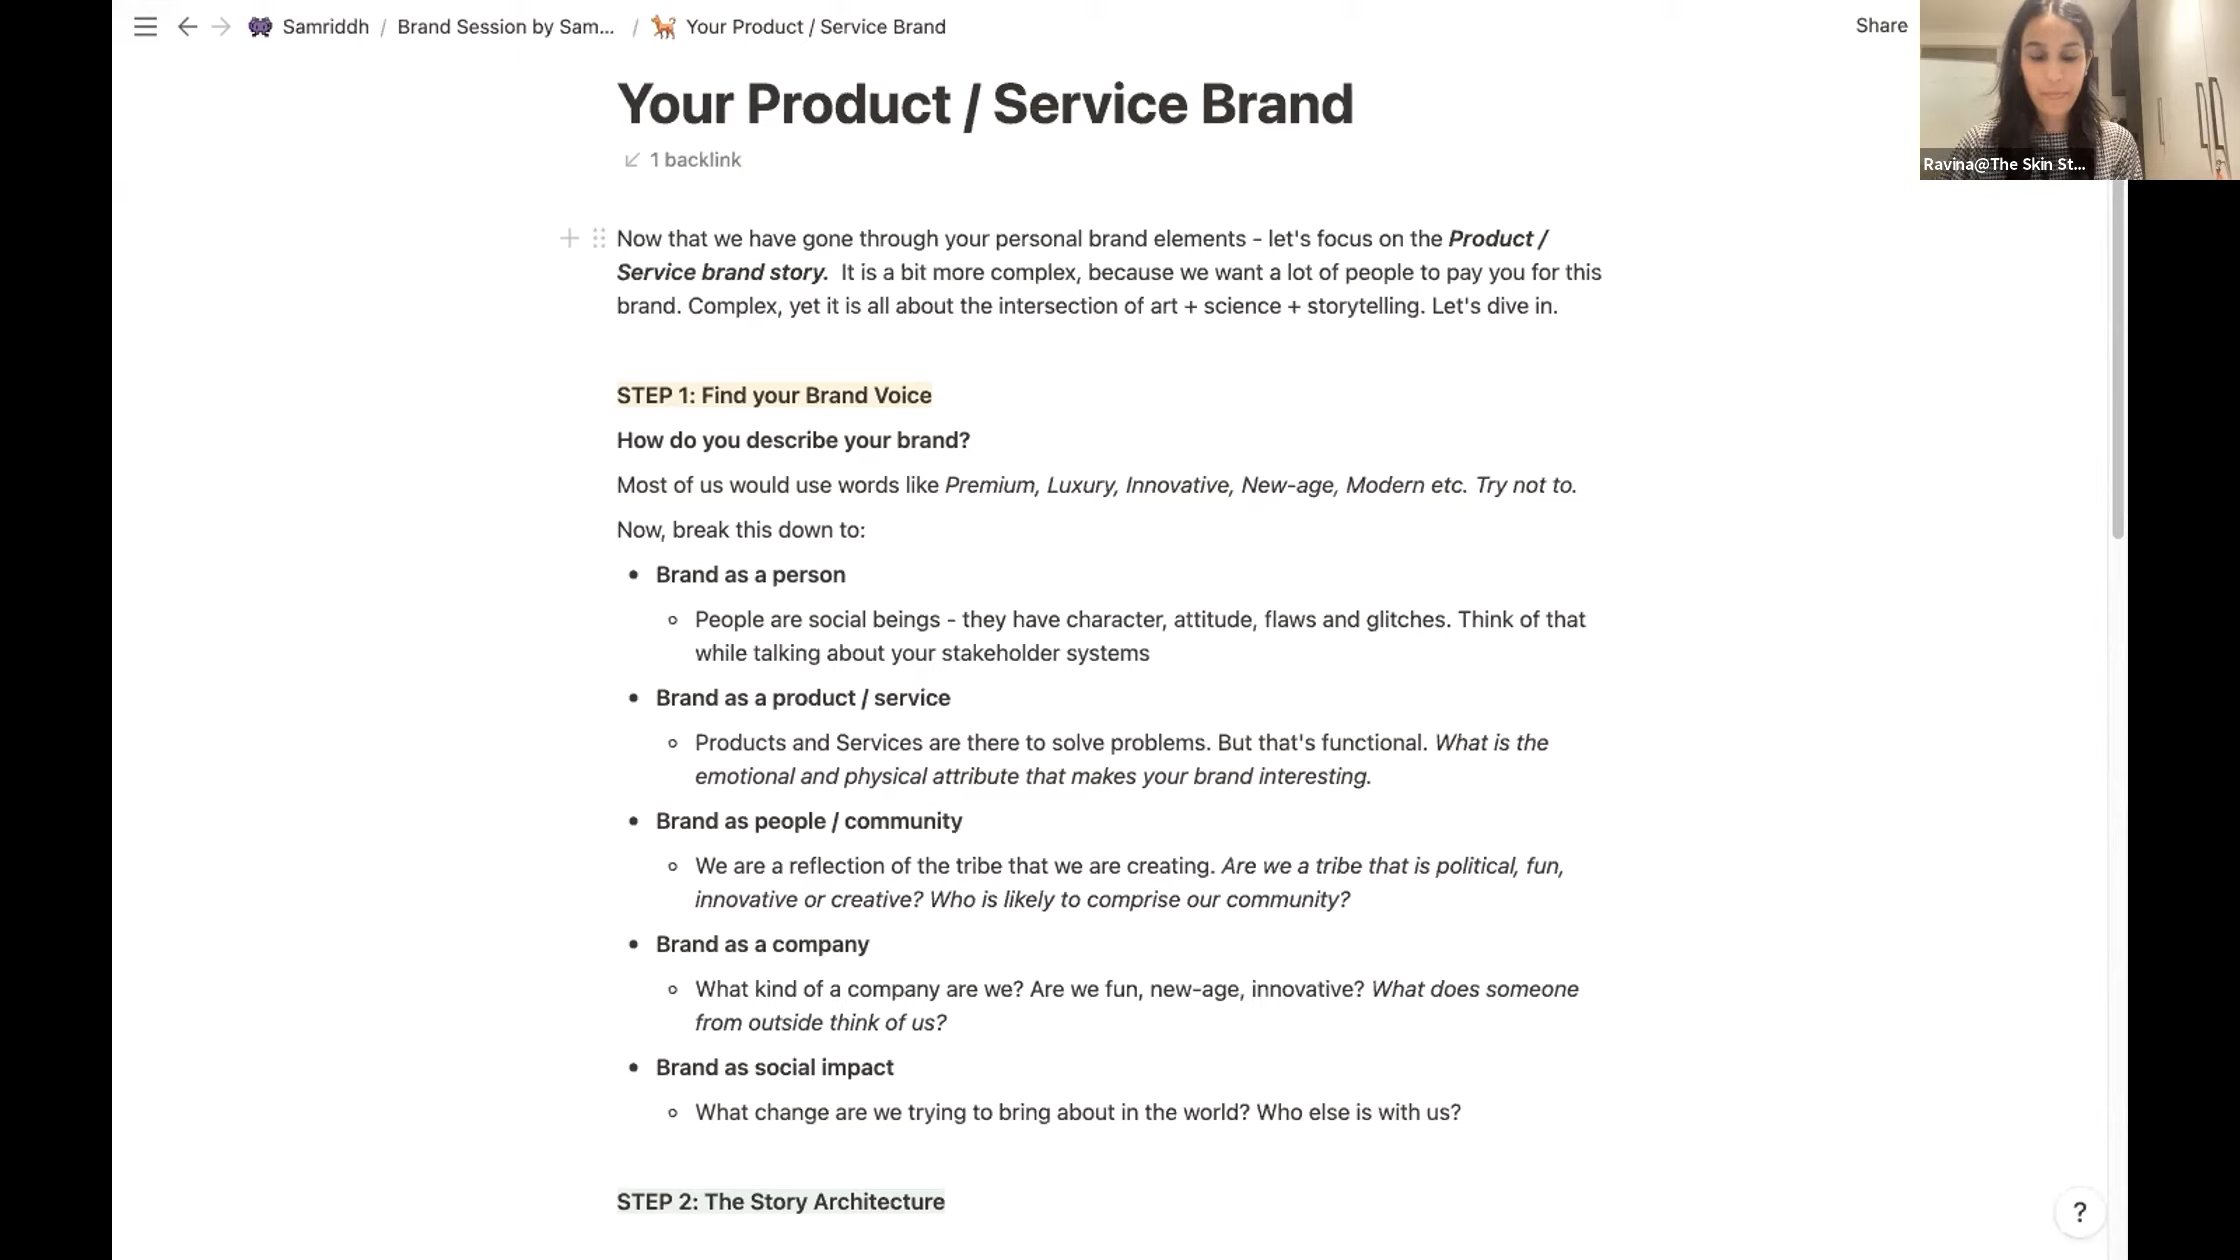 Samriddh / Brand Session by Sam... / Your Product / Service Brand
Share
Ravina@The Skin St...
Your Product / Service Brand
1 backlink
Now that we have gone through your personal brand elements - let's focus on the Product /
Service brand story. It is a bit more complex, because we want a lot of people to pay you for this
brand. Complex, yet it is all about the intersection of art + science + storytelling. Let's dive in.
STEP 1: Find your Brand Voice
How do you describe your brand?
Most of us would use words like Premium, Luxury, Innovative, New-age, Modern etc. Try not to.
Now, break this down to:
Brand as a person
People are social beings - they have character, attitude, flaws and glitches. Think of that
while talking about your stakeholder systems
Brand as a product / service
Products and Services are there to solve problems. But that's functional. What is the
emotional and physical attribute that makes your brand interesting.
Brand as people / community
We are a reflection of the tribe that we are creating. Are we a tribe that is political, fun,
innovative or creative? Who is likely to comprise our community?
Brand as a company
What kind of a company are we? Are we fun, new-age, innovative? What does someone
from outside think of us?
Brand as social impact
What change are we trying to bring about in the world? Who else is with us?
STEP 2: The Story Architecture
?